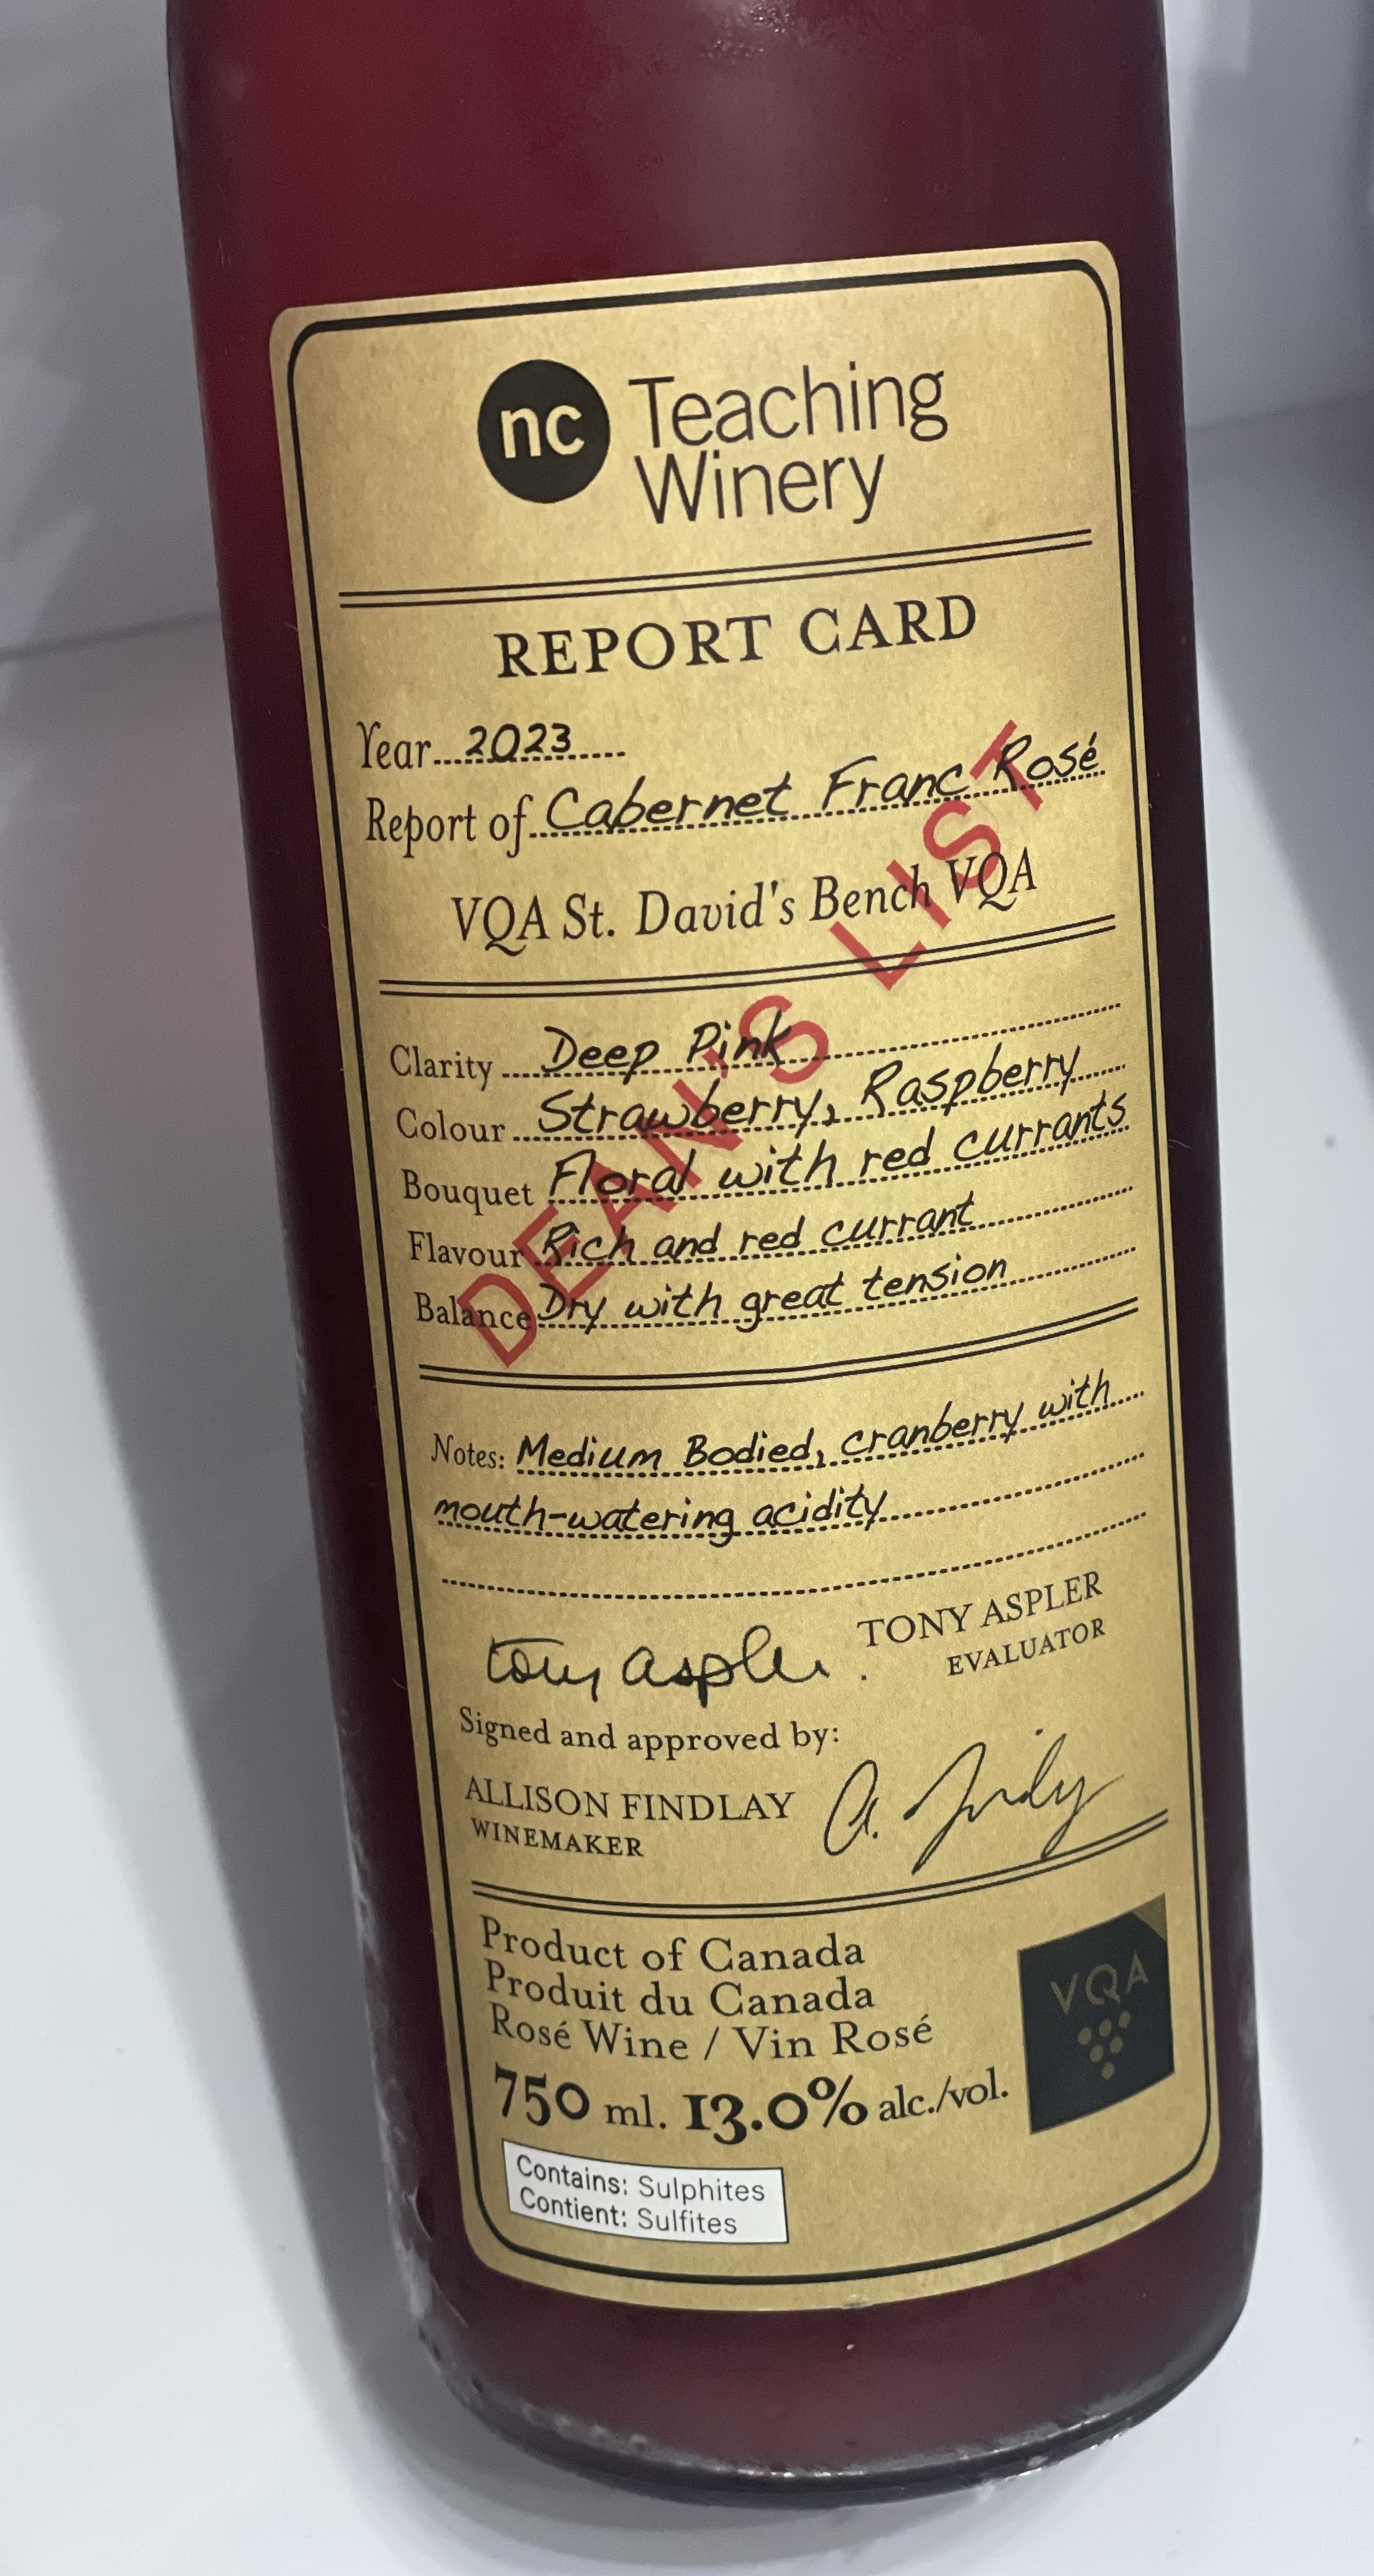 nc Teaching
Winery
REPORT CARD
Year 2023
Report of Cabernet Franc Rosé
VQA St. David's Bench VQA
DEAN'S LIST
Clarity Deep Pink
Colour Strawberry, Raspberry
Bouquet Floral with red currants
Flavour Rich and red currant
Balance Dry with great tension
Notes: Medium Bodied, cranberry with
mouth-watering acidity
tony aspler. TONY ASPLER
EVALUATOR
Signed and approved by:
ALLISON FINDLAY A. Findlay
WINEMAKER
Product of Canada
Produit du Canada
Rosé Wine / Vin Rosé
750 ml. 13.0% alc./vol.
VQA
Contains: Sulphites
Contient: Sulfites